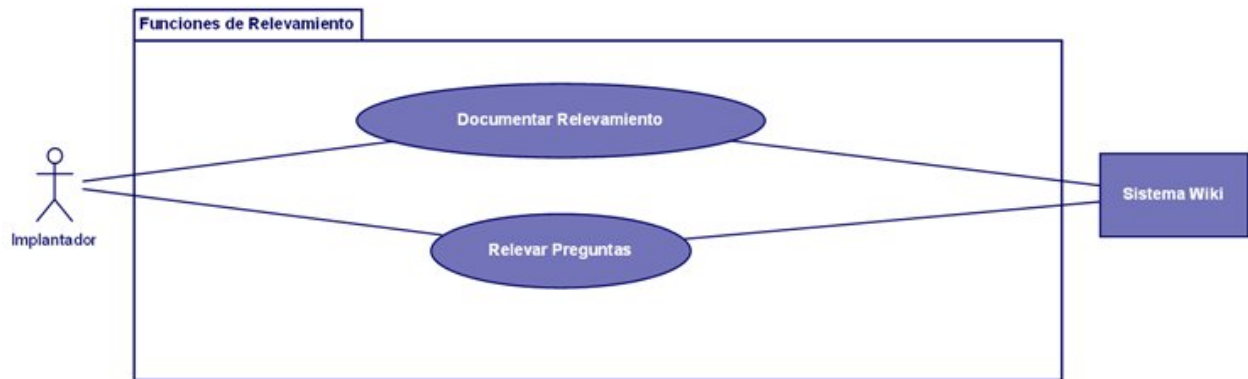 Funciones de Relevamiento
Documentar Relevamiento
Sistema Wiki
Implantador
Relevar Preguntas